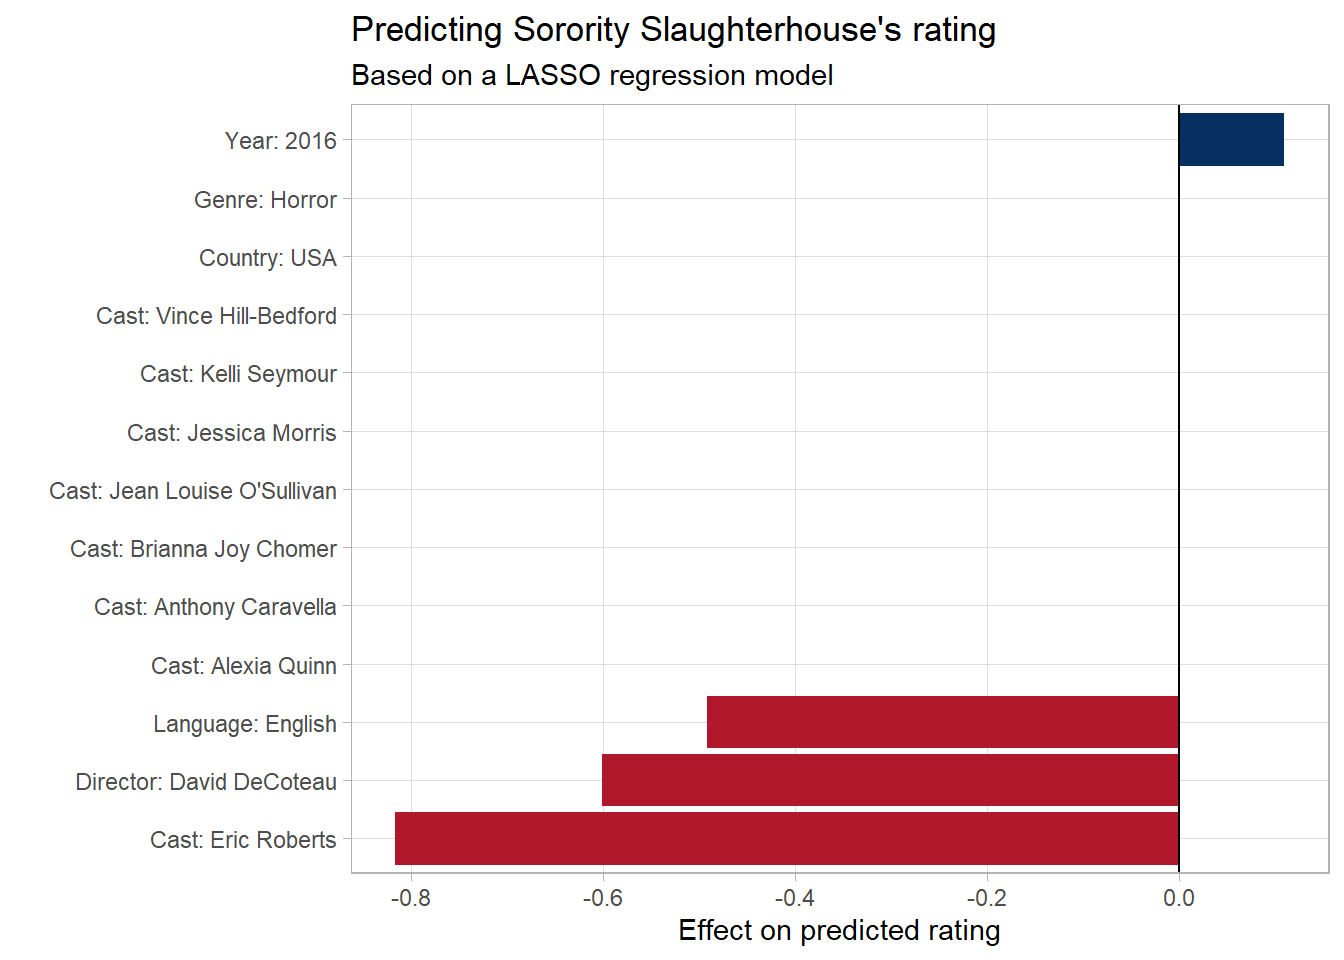 Predicting Sorority Slaughterhouse's rating
Based on a LASSO regression model
Year: 2016
Genre: Horror
Country: USA
Cast: Vince Hill-Bedford
Cast: Kelli Seymour
Cast: Jessica Morris
Cast: Jean Louise O'Sullivan
Cast: Brianna Joy Chomer
Cast: Anthony Caravella
Cast: Alexia Quinn
Language: English
Director: David DeCoteau
Cast: Eric Roberts
-0.8 -0.6 -0.4 -0.2 0.0
Effect on predicted rating